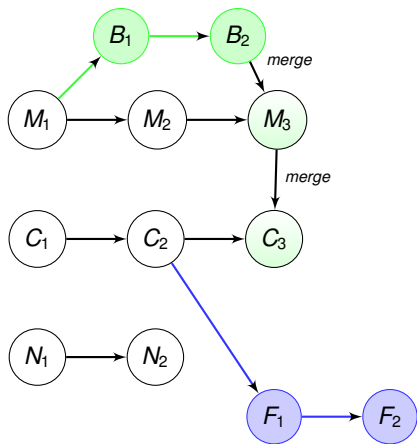 B₁ B₂
merge
M₁ M₂ M₃
merge
C₁ C₂ C₃
N₁ N₂
F₁ F₂